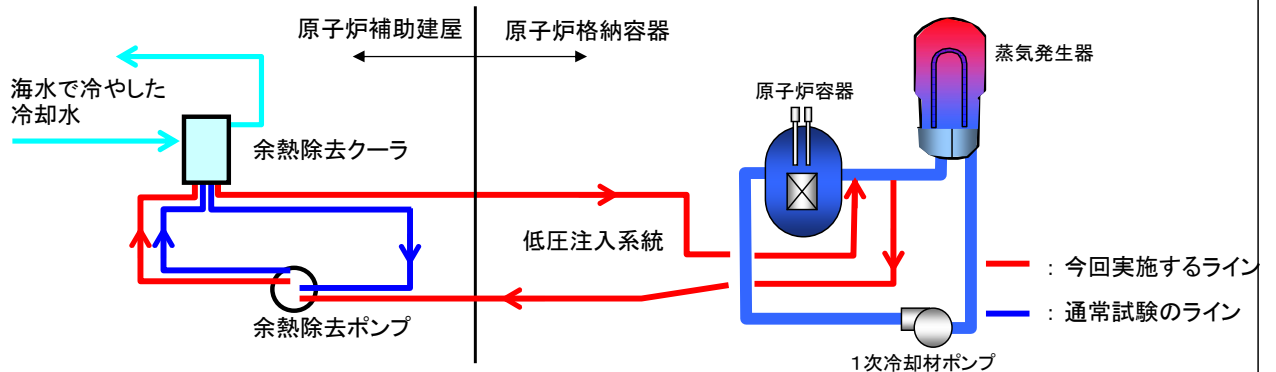 原子炉補助建屋
原子炉格納容器
蒸気発生器
海水で冷やした
冷却水
原子炉容器
余熱除去クーラ
低圧注入系統
：今回実施するライン
余熱除去ポンプ
：通常試験のライン
１次冷却材ポンプ